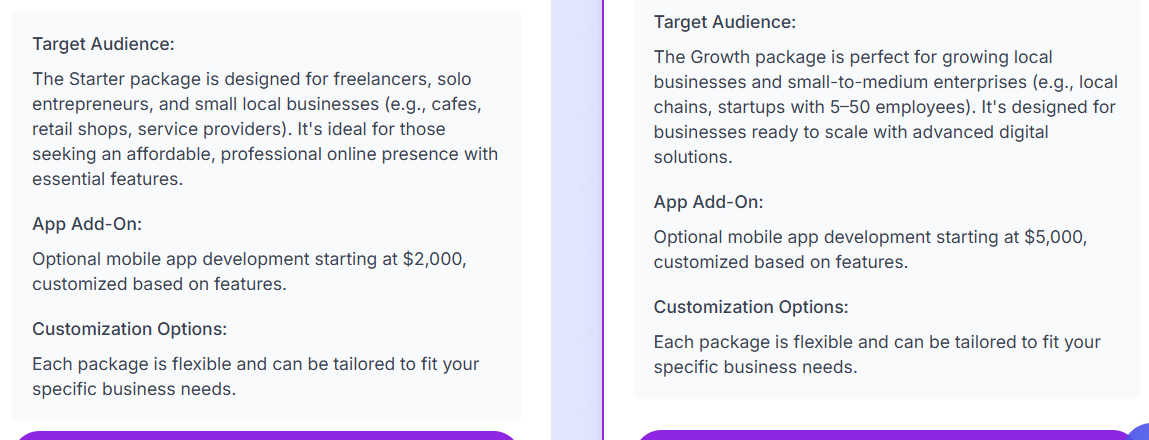 Target Audience:
The Starter package is designed for freelancers, solo
entrepreneurs, and small local businesses (e.g., cafes,
retail shops, service providers). It's ideal for those
seeking an affordable, professional online presence with
essential features.
App Add-On:
Optional mobile app development starting at $2,000,
customized based on features.
Customization Options:
Each package is flexible and can be tailored to fit your
specific business needs.
Target Audience:
The Growth package is perfect for growing local
businesses and small-to-medium enterprises (e.g., local
chains, startups with 5–50 employees). It's designed for
businesses ready to scale with advanced digital
solutions.
App Add-On:
Optional mobile app development starting at $5,000,
customized based on features.
Customization Options:
Each package is flexible and can be tailored to fit your
specific business needs.